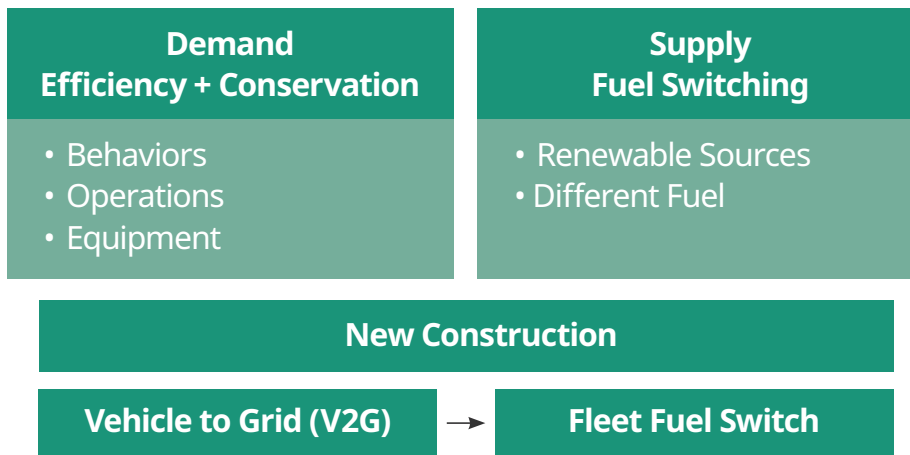 Demand
Efficiency + Conservation
• Behaviors
• Operations
• Equipment
Supply
Fuel Switching
• Renewable Sources
• Different Fuel
New Construction
Vehicle to Grid (V2G)
Fleet Fuel Switch